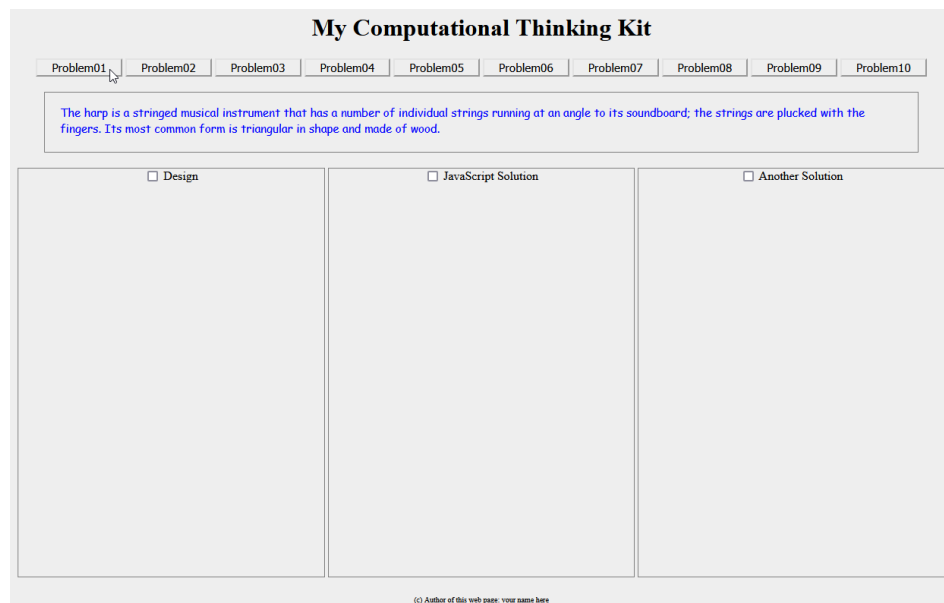 My Computational Thinking Kit
Problem01 Problem02 Problem03 Problem04 Problem05 Problem06 Problem07 Problem08 Problem09 Problem10
The harp is a stringed musical instrument that has a number of individual strings running at an angle to its soundboard; the strings are plucked with the
fingers. Its most common form is triangular in shape and made of wood.
Design JavaScript Solution Another Solution
(c) Author of this web page: your name here